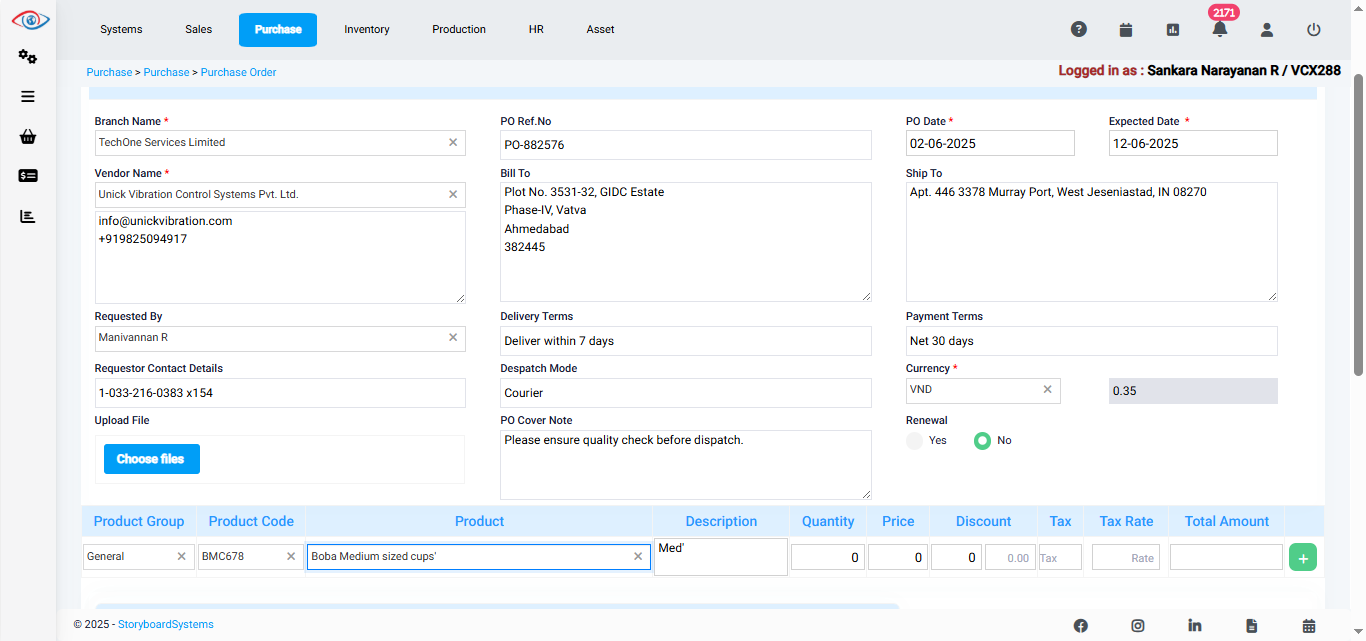 Systems Sales Purchase Inventory Production HR Asset 2171
Purchase > Purchase > Purchase Order Logged in as : Sankara Narayanan R / VCX288
Branch Name * PO Ref.No PO Date * Expected Date *
TechOne Services Limited × PO-882576 02-06-2025 12-06-2025
Vendor Name * Bill To Ship To
Unick Vibration Control Systems Pvt. Ltd. × Plot No. 3531-32, GIDC Estate Apt. 446 3378 Murray Port, West Jeseniastad, IN 08270
info@unickvibration.com Phase-IV, Vatva
+919825094917 Ahmedabad
382445
Requested By Delivery Terms Payment Terms
Manivannan R × Deliver within 7 days Net 30 days
Requestor Contact Details Despatch Mode Currency *
1-033-216-0383 x154 Courier VND × 0.35
Upload File PO Cover Note Renewal
Choose files Please ensure quality check before dispatch. Yes No
Product Group Product Code Product Description Quantity Price Discount Tax Tax Rate Total Amount
General × BMC678 × Boba Medium sized cups' × Med' 0 0 0 0.00 Tax Rate +
© 2025 - StoryboardSystems